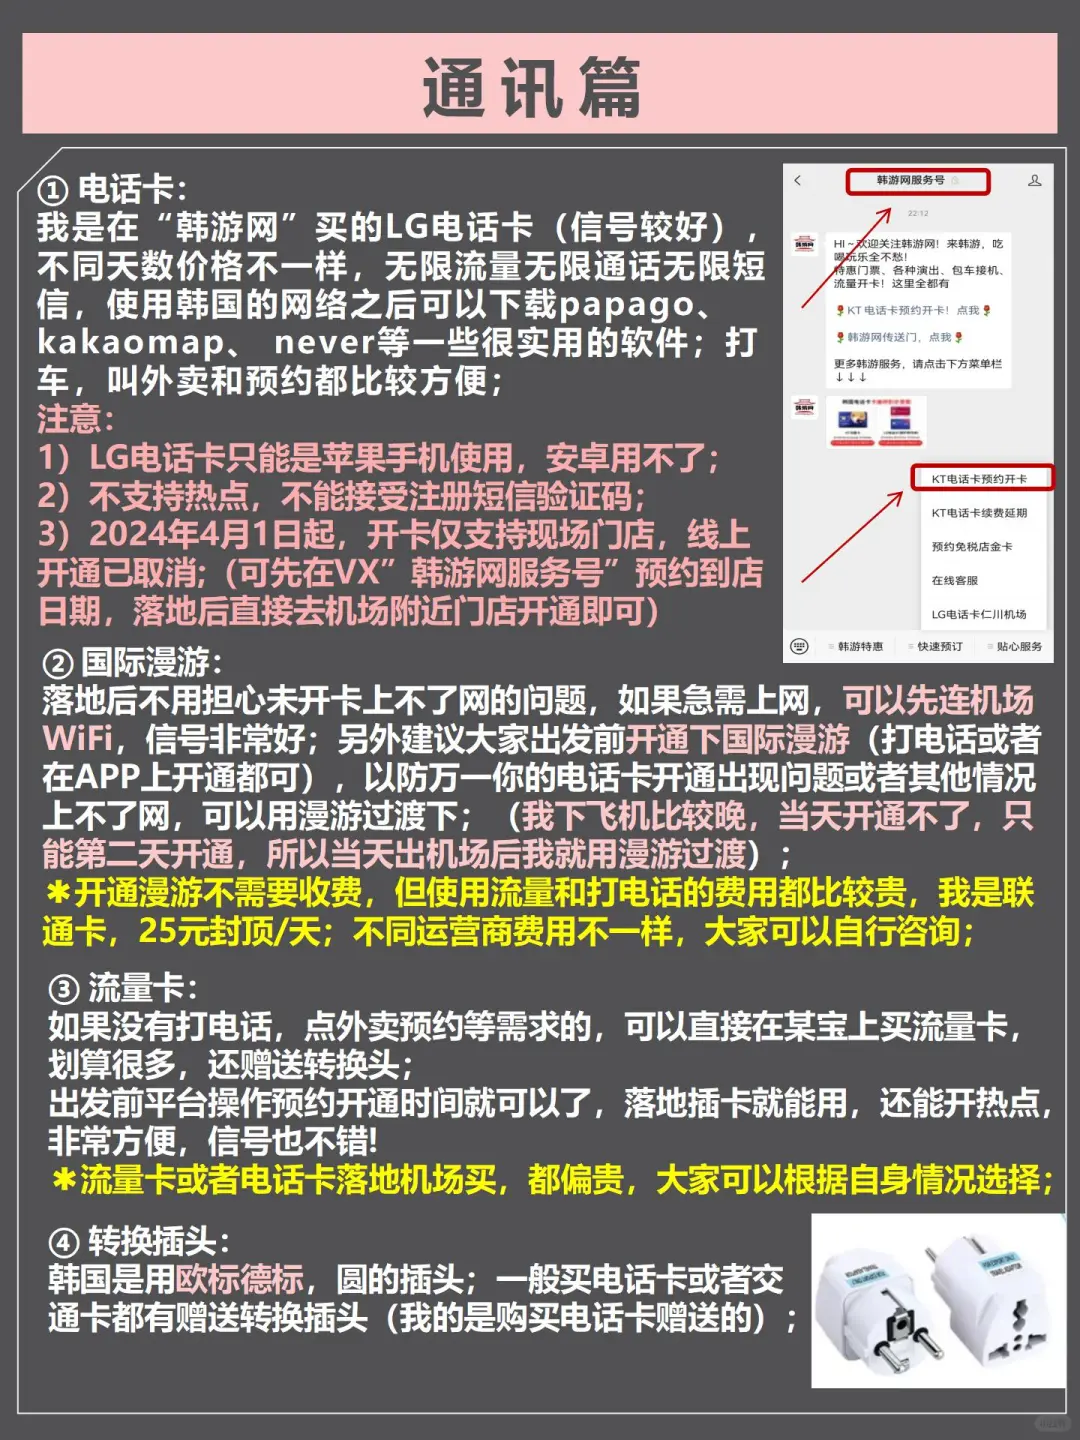 通讯篇
① 电话卡：
我是在“韩游网”买的LG电话卡（信号较好），
不同天数价格不一样，无限流量无限通话无限短
信，使用韩国的网络之后可以下载papago、
kakaomap、 never等一些很实用的软件；打
车，叫外卖和预约都比较方便；
注意：
1）LG电话卡只能是苹果手机使用，安卓用不了；
2）不支持热点，不能接受注册短信验证码；
3）2024年4月1日起，开卡仅支持现场门店，线上
开通已取消;（可先在VX”韩游网服务号”预约到店
日期，落地后直接去机场附近门店开通即可）
韩游网服务号
22:12
HI～欢迎关注韩游网！来韩游，吃
喝玩乐全不愁！
特惠门票、各种演出、包车接机、
流量开卡！这里全都有
KT电话卡预约开卡！点我
韩游网传送门，点我
更多韩游服务，请点击下方菜单栏
↓↓↓
KT电话卡预约开卡
KT电话卡续费延期
预约免税店金卡
在线客服
LG电话卡仁川机场
韩游特惠
快速预订
贴心服务
② 国际漫游：
落地后不用担心未开卡上不了网的问题，如果急需上网，可以先连机场
WiFi，信号非常好；另外建议大家出发前开通下国际漫游（打电话或者
在APP上开通都可），以防万一你的电话卡开通出现问题或者其他情况
上不了网，可以用漫游过渡下；（我下飞机比较晚，当天开通不了，只
能第二天开通，所以当天出机场后我就用漫游过渡）；
＊开通漫游不需要收费，但使用流量和打电话的费用都比较贵，我是联
通卡，25元封顶/天；不同运营商费用不一样，大家可以自行咨询；
③ 流量卡：
如果没有打电话，点外卖预约等需求的，可以直接在某宝上买流量卡，
划算很多，还赠送转换头；
出发前平台操作预约开通时间就可以了，落地插卡就能用，还能开热点，
非常方便，信号也不错!
＊流量卡或者电话卡落地机场买，都偏贵，大家可以根据自身情况选择；
④ 转换插头：
韩国是用欧标德标，圆的插头；一般买电话卡或者交
通卡都有赠送转换插头（我的是购买电话卡赠送的）；